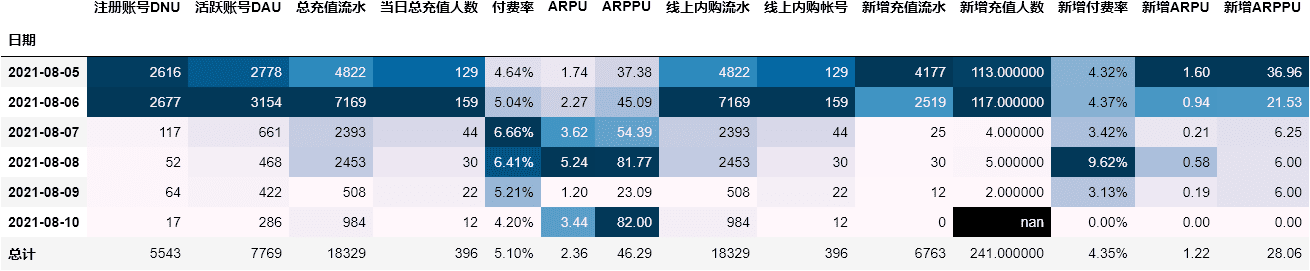 注册账号DNU 活跃账号DAU 总充值流水 当日总充值人数 付费率 ARPU ARPPU 线上内购流水 线上内购帐号 新增充值流水 新增充值人数 新增付费率 新增ARPU 新增ARPPU
日期
2021-08-05 2616 2778 4822 129 4.64% 1.74 37.38 4822 129 4177 113.000000 4.32% 1.60 36.96
2021-08-06 2677 3154 7169 159 5.04% 2.27 45.09 7169 159 2519 117.000000 4.37% 0.94 21.53
2021-08-07 117 661 2393 44 6.66% 3.62 54.39 2393 44 25 4.000000 3.42% 0.21 6.25
2021-08-08 52 468 2453 30 6.41% 5.24 81.77 2453 30 30 5.000000 9.62% 0.58 6.00
2021-08-09 64 422 508 22 5.21% 1.20 23.09 508 22 12 2.000000 3.13% 0.19 6.00
2021-08-10 17 286 984 12 4.20% 3.44 82.00 984 12 0 nan 0.00% 0.00 0.00
总计 5543 7769 18329 396 5.10% 2.36 46.29 18329 396 6763 241.000000 4.35% 1.22 28.06